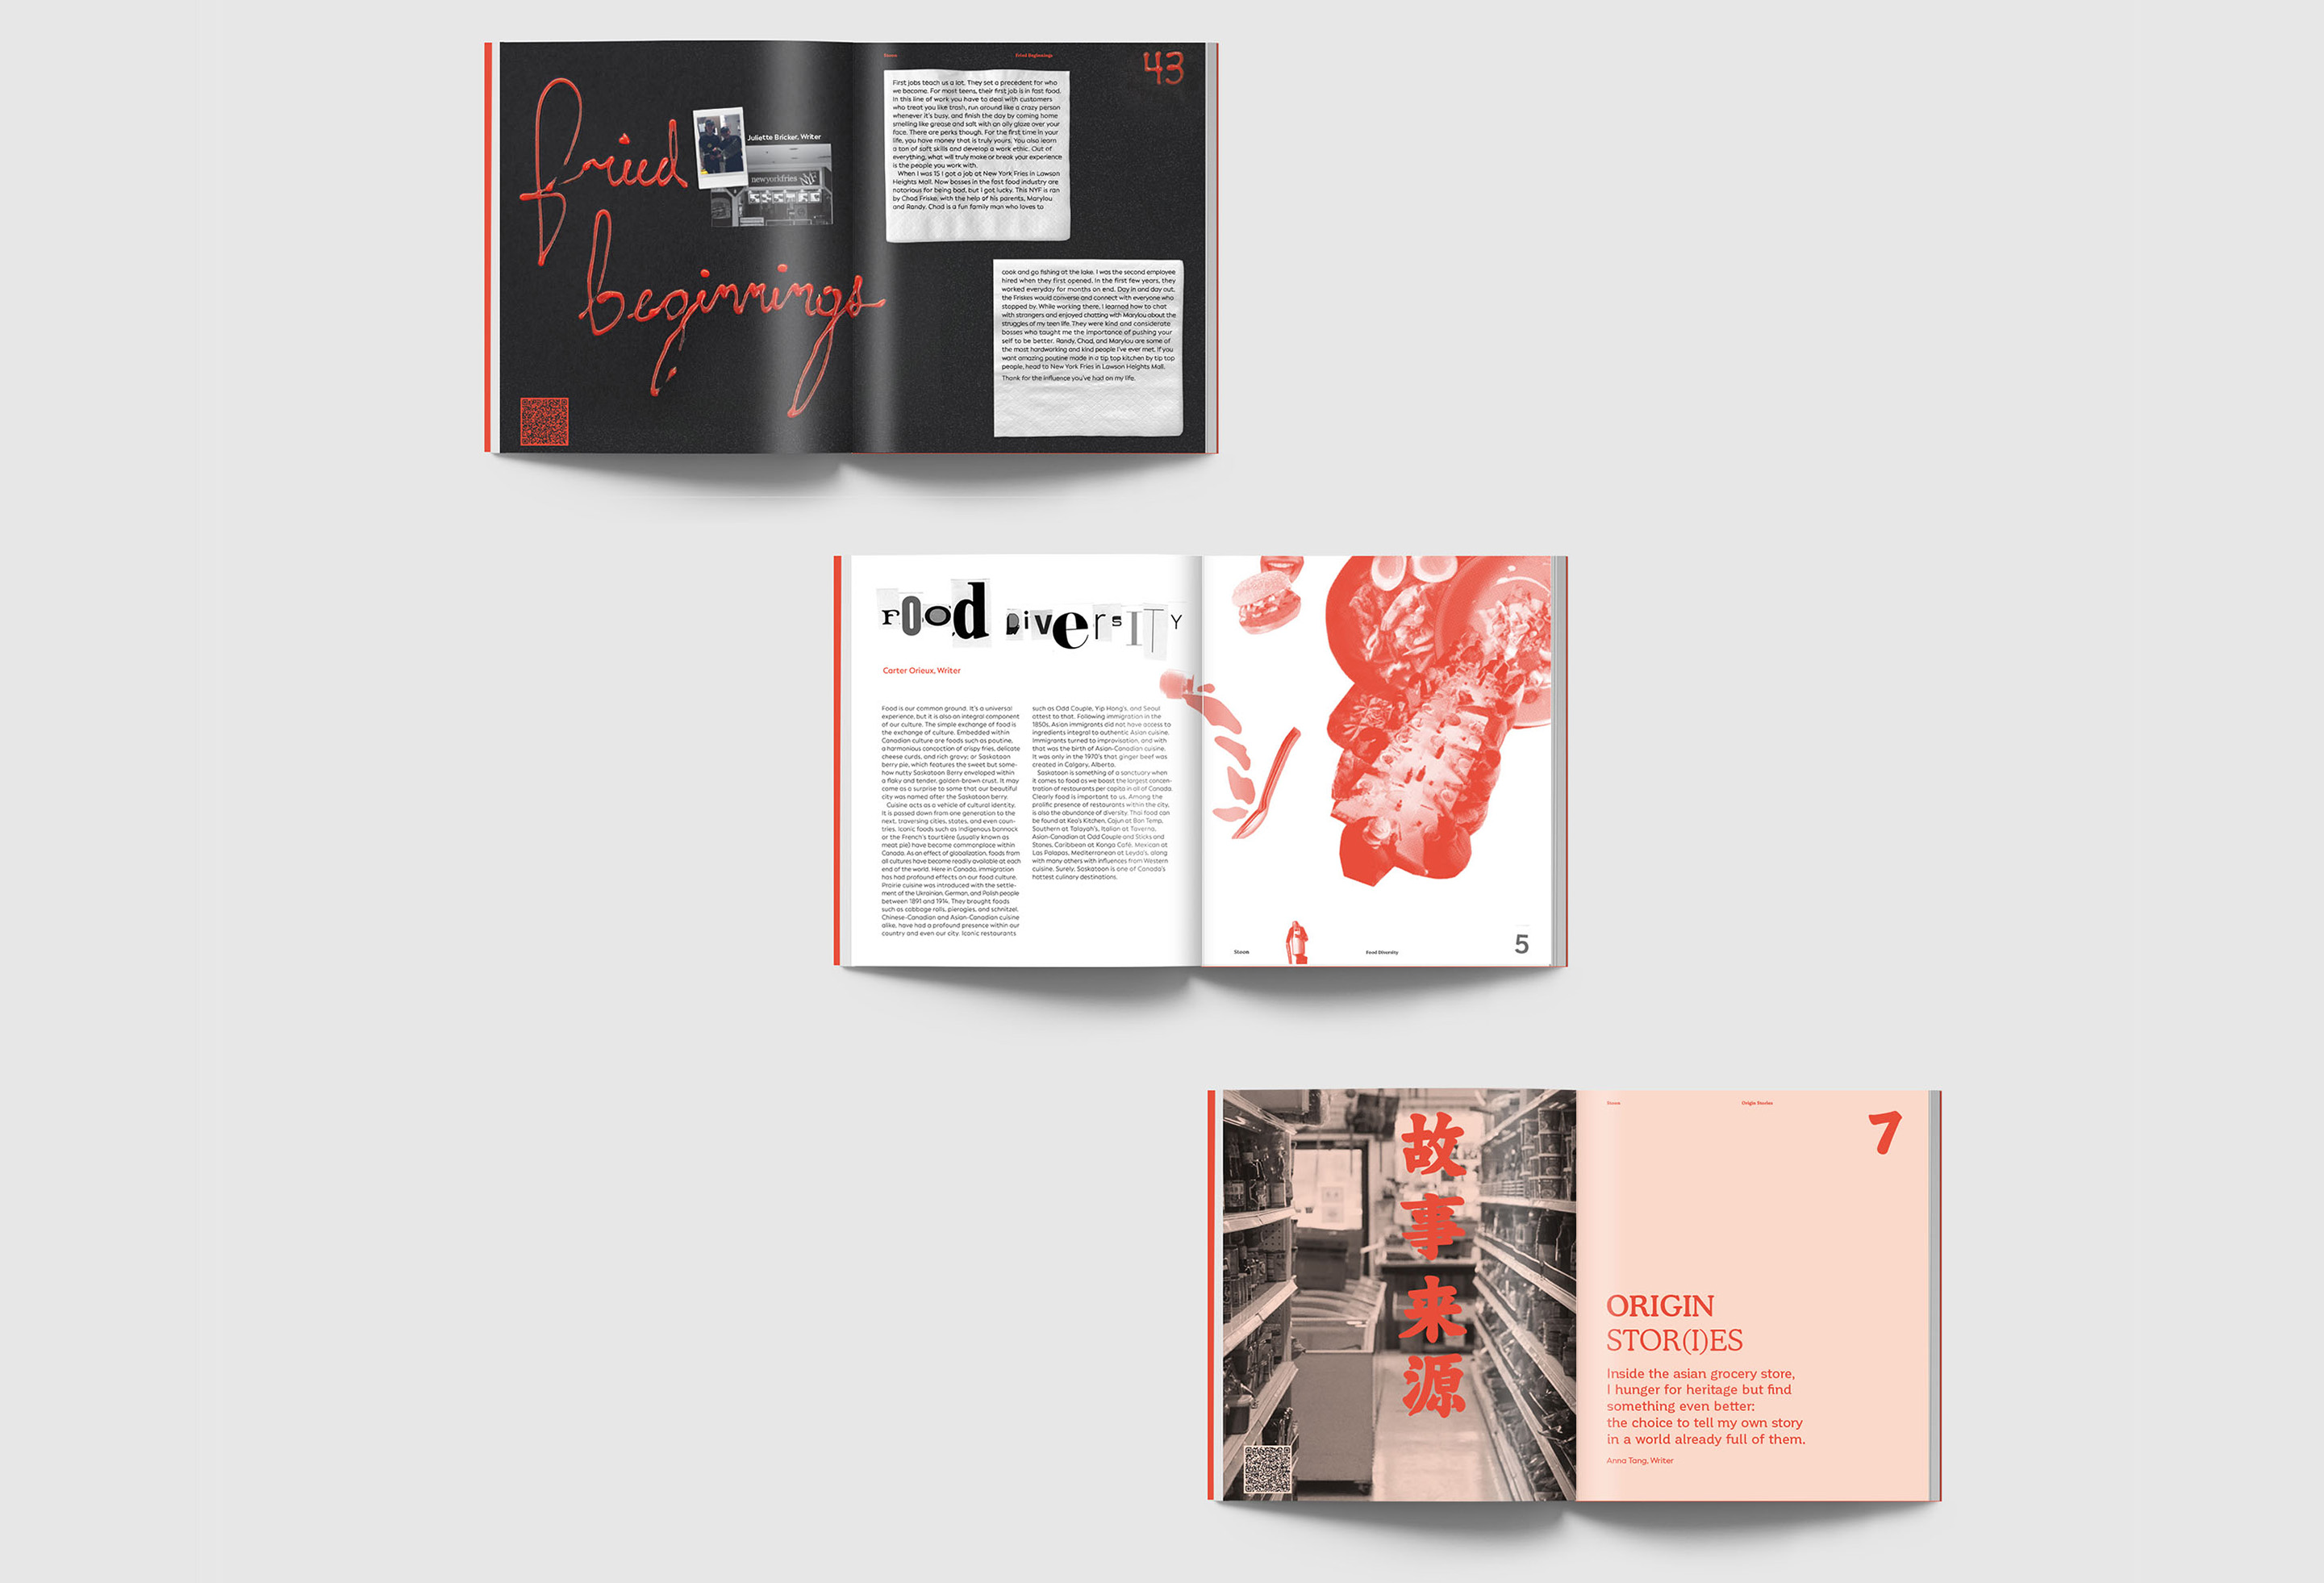 fried
beginnings
Juliette Bricker, Writer
newyorkfries NYF
Stoon
Fried Beginnings
43
First jobs teach us a lot. They set a precedent for who
we become. For most teens, their first job is in fast food.
In this line of work you have to deal with customers
who treat you like trash, run around like a crazy person
whenever it's busy, and finish the day by coming home
smelling like grease and salt with an oily glaze over your
face. There are perks though. For the first time in your
life, you have money that is truly yours. You also learn
a ton of soft skills and develop a work ethic. Out of
everything, what will truly make or break your experience
is the people you work with.
When I was 15 I got a job at New York Fries in Lawson
Heights Mall. Now bosses in the fast food industry are
notorious for being bad, but I got lucky. This NYF is ran
by Chad Friske, with the help of his parents, Marylou
and Randy. Chad is a fun family man who loves to
cook and go fishing at the lake. I was the second employee
hired when they first opened. In the first few years, they
worked everyday for months on end. Day in and day out,
the Friskes would converse and connect with everyone who
stopped by. While working there, I learned how to chat
with strangers and enjoyed chatting with Marylou about the
struggles of my teen life. They were kind and considerate
bosses who taught me the importance of pushing your
self to be better. Randy, Chad, and Marylou are some of
the most hardworking and kind people I've ever met. If you
want amazing poutine made in a tip top kitchen by tip top
people, head to New York Fries in Lawson Heights Mall.
Thank for the influence you've had on my life.
Food Diversity
Carter Orieux, Writer
Food is our common ground. It's a universal
experience, but it is also an integral component
of our culture. The simple exchange of food is
the exchange of culture. Embedded within
Canadian culture are foods such as poutine,
a harmonious concoction of crispy fries, delicate
cheese curds, and rich gravy; or Saskatoon
berry pie, which features the sweet but some-
how nutty Saskatoon Berry enveloped within
a flaky and tender, golden-brown crust. It may
come as a surprise to some that our beautiful
city was named after the Saskatoon berry.
Cuisine acts as a vehicle of cultural identity.
It is passed down from one generation to the
next, traversing cities, states, and even coun-
tries. Iconic foods such as Indigenous bannock
or the French's tourtière (usually known as
meat pie) have become commonplace within
Canada. As an effect of globalization, foods from
all cultures have become readily available at each
end of the world. Here in Canada, immigration
has had profound effects on our food culture.
Prairie cuisine was introduced with the settle-
ment of the Ukrainian, German, and Polish people
between 1891 and 1914. They brought foods
such as cabbage rolls, pierogies, and schnitzel.
Chinese-Canadian and Asian-Canadian cuisine
alike, have had a profound presence within our
country and even our city. Iconic restaurants
such as Odd Couple, Yip Hong's, and Seoul
attest to that. Following immigration in the
1850s, Asian immigrants did not have access to
ingredients integral to authentic Asian cuisine.
Immigrants turned to improvisation, and with
that was the birth of Asian-Canadian cuisine.
It was only in the 1970's that ginger beef was
created in Calgary, Alberta.
Saskatoon is something of a sanctuary when
it comes to food as we boast the largest concen-
tration of restaurants per capita in all of Canada.
Clearly food is important to us. Among the
prolific presence of restaurants within the city,
is also the abundance of diversity. Thai food can
be found at Keo's Kitchen, Cajun at Bon Temp,
Southern at Talayah's, Italian at Taverna,
Asian-Canadian at Odd Couple and Sticks and
Stones, Caribbean at Konga Café, Mexican at
Las Palapas, Mediterranean at Leyda's, along
with many others with influences from Western
cuisine. Surely, Saskatoon is one of Canada's
hottest culinary destinations.
Stoon
Food Diversity
5
故
事
来
源
Stoon
Origin Stories
7
ORIGIN
STOR(I)ES
Inside the asian grocery store,
I hunger for heritage but find
something even better:
the choice to tell my own story
in a world already full of them.
Anna Tang, Writer